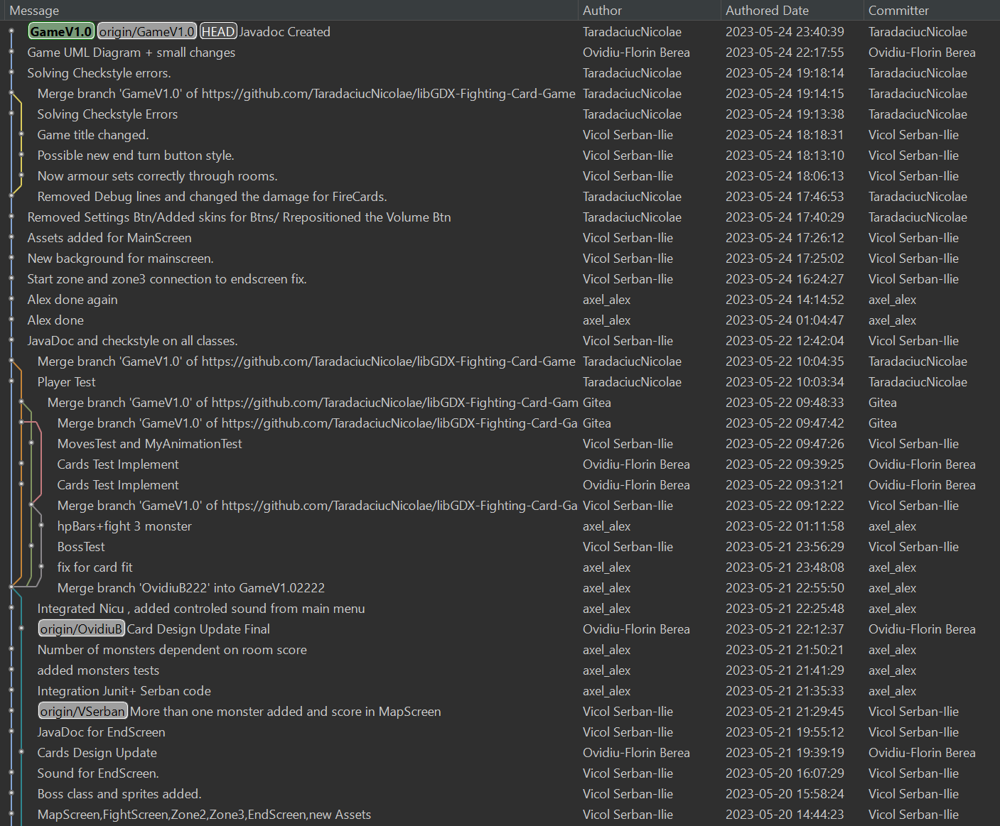 Message Author Authored Date Committer
GameV1.0 origin/GameV1.0 HEAD Javadoc Created TaradaciucNicolae 2023-05-24 23:40:39 TaradaciucNicolae
Game UML Diagram + small changes Ovidiu-Florin Berea 2023-05-24 22:17:55 Ovidiu-Florin Berea
Solving Checkstyle errors. TaradaciucNicolae 2023-05-24 19:18:14 TaradaciucNicolae
Merge branch 'GameV1.0' of https://github.com/TaradaciucNicolae/libGDX-Fighting-Card-Game TaradaciucNicolae 2023-05-24 19:14:15 TaradaciucNicolae
Solving Checkstyle Errors TaradaciucNicolae 2023-05-24 19:13:38 TaradaciucNicolae
Game title changed. Vicol Serban-Ilie 2023-05-24 18:18:31 Vicol Serban-Ilie
Possible new end turn button style. Vicol Serban-Ilie 2023-05-24 18:13:10 Vicol Serban-Ilie
Now armour sets correctly through rooms. Vicol Serban-Ilie 2023-05-24 18:06:13 Vicol Serban-Ilie
Removed Debug lines and changed the damage for FireCards. TaradaciucNicolae 2023-05-24 17:46:53 TaradaciucNicolae
Removed Settings Btn/Added skins for Btns/ Rrepositioned the Volume Btn TaradaciucNicolae 2023-05-24 17:40:29 TaradaciucNicolae
Assets added for MainScreen Vicol Serban-Ilie 2023-05-24 17:26:12 Vicol Serban-Ilie
New background for mainscreen. Vicol Serban-Ilie 2023-05-24 17:25:02 Vicol Serban-Ilie
Start zone and zone3 connection to endscreen fix. Vicol Serban-Ilie 2023-05-24 16:24:27 Vicol Serban-Ilie
Alex done again axel_alex 2023-05-24 14:14:52 axel_alex
Alex done axel_alex 2023-05-24 01:04:47 axel_alex
JavaDoc and checkstyle on all classes. Vicol Serban-Ilie 2023-05-22 12:42:04 Vicol Serban-Ilie
Merge branch 'GameV1.0' of https://github.com/TaradaciucNicolae/libGDX-Fighting-Card-Game TaradaciucNicolae 2023-05-22 10:04:35 TaradaciucNicolae
Player Test TaradaciucNicolae 2023-05-22 10:03:34 TaradaciucNicolae
Merge branch 'GameV1.0' of https://github.com/TaradaciucNicolae/libGDX-Fighting-Card-Gam Gitea 2023-05-22 09:48:33 Gitea
Merge branch 'GameV1.0' of https://github.com/TaradaciucNicolae/libGDX-Fighting-Card-Ga Gitea 2023-05-22 09:47:42 Gitea
MovesTest and MyAnimationTest Vicol Serban-Ilie 2023-05-22 09:47:26 Vicol Serban-Ilie
Cards Test Implement Ovidiu-Florin Berea 2023-05-22 09:39:25 Ovidiu-Florin Berea
Cards Test Implement Ovidiu-Florin Berea 2023-05-22 09:31:21 Ovidiu-Florin Berea
Merge branch 'GameV1.0' of https://github.com/TaradaciucNicolae/libGDX-Fighting-Card-Ga Vicol Serban-Ilie 2023-05-22 09:12:22 Vicol Serban-Ilie
hpBars+fight 3 monster axel_alex 2023-05-22 01:11:58 axel_alex
BossTest Vicol Serban-Ilie 2023-05-21 23:56:29 Vicol Serban-Ilie
fix for card fit axel_alex 2023-05-21 23:48:08 axel_alex
Merge branch 'OvidiuB222' into GameV1.02222 axel_alex 2023-05-21 22:55:50 axel_alex
Integrated Nicu , added controled sound from main menu axel_alex 2023-05-21 22:25:48 axel_alex
origin/OvidiuB Card Design Update Final Ovidiu-Florin Berea 2023-05-21 22:12:37 Ovidiu-Florin Berea
Number of monsters dependent on room score axel_alex 2023-05-21 21:50:21 axel_alex
added monsters tests axel_alex 2023-05-21 21:41:29 axel_alex
Integration Junit+ Serban code axel_alex 2023-05-21 21:35:33 axel_alex
origin/VSerban More than one monster added and score in MapScreen Vicol Serban-Ilie 2023-05-21 21:29:45 Vicol Serban-Ilie
JavaDoc for EndScreen Vicol Serban-Ilie 2023-05-21 19:55:12 Vicol Serban-Ilie
Cards Design Update Ovidiu-Florin Berea 2023-05-21 19:39:19 Ovidiu-Florin Berea
Sound for EndScreen. Vicol Serban-Ilie 2023-05-20 16:07:29 Vicol Serban-Ilie
Boss class and sprites added. Vicol Serban-Ilie 2023-05-20 15:58:24 Vicol Serban-Ilie
MapScreen,FightScreen,Zone2,Zone3,EndScreen,new Assets Vicol Serban-Ilie 2023-05-20 14:44:23 Vicol Serban-Ilie